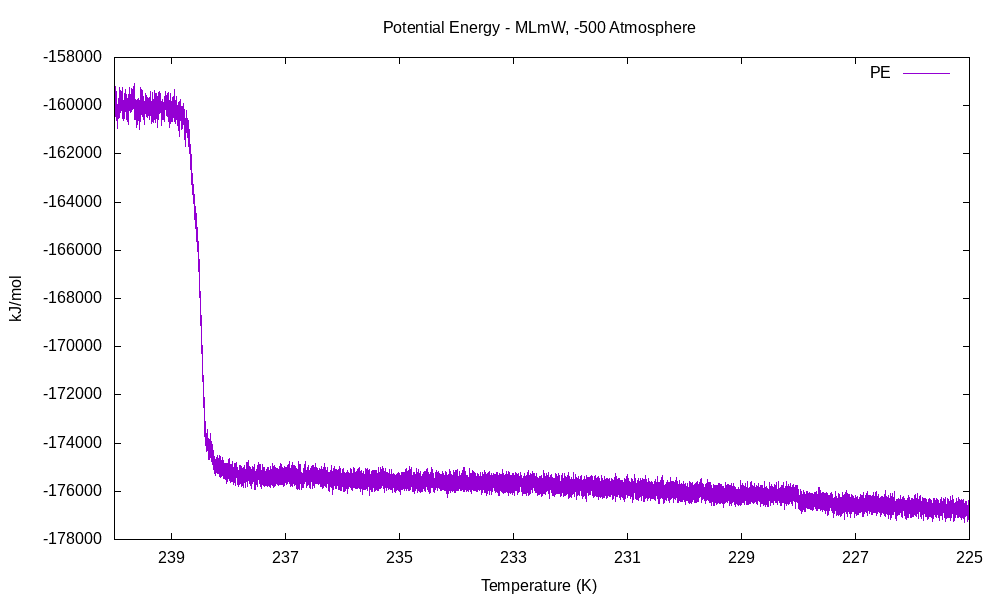 Potential Energy - MLmW, -500 Atmosphere
-158000
PE
-160000
-162000
-164000
-166000
kJ/mol
-168000
-170000
-172000
-174000
-176000
-178000
239 237 235 233 231 229 227 225
Temperature (K)